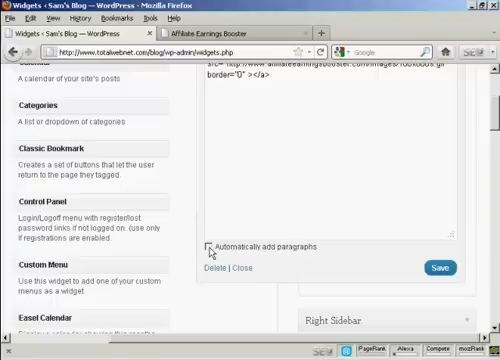 Widgets ‹ Sam's Blog — WordPress - Mozilla Firefox
Edit View History Bookmarks Tools Help
Widgets ‹ Sam's Blog — WordPress
Affiliate Earnings Booster
http://www.totalwebnet.com/blog/wp-admin/widgets.php
Google
SEO
A calendar of your site's posts
Categories
A list or dropdown of categories
Classic Bookmark
Creates a set of buttons that let the user
return to the page they tagged.
Control Panel
Login/Logoff menu with register/lost
password links if not logged on. (use only
if registrations are enabled.
Custom Menu
Use this widget to add one of your custom
menus as a widget.
Easel Calendar
border="0" ></a>
Automatically add paragraphs
Delete | Close
Save
Right Sidebar
PageRank
Alexa
Compete
mozRank